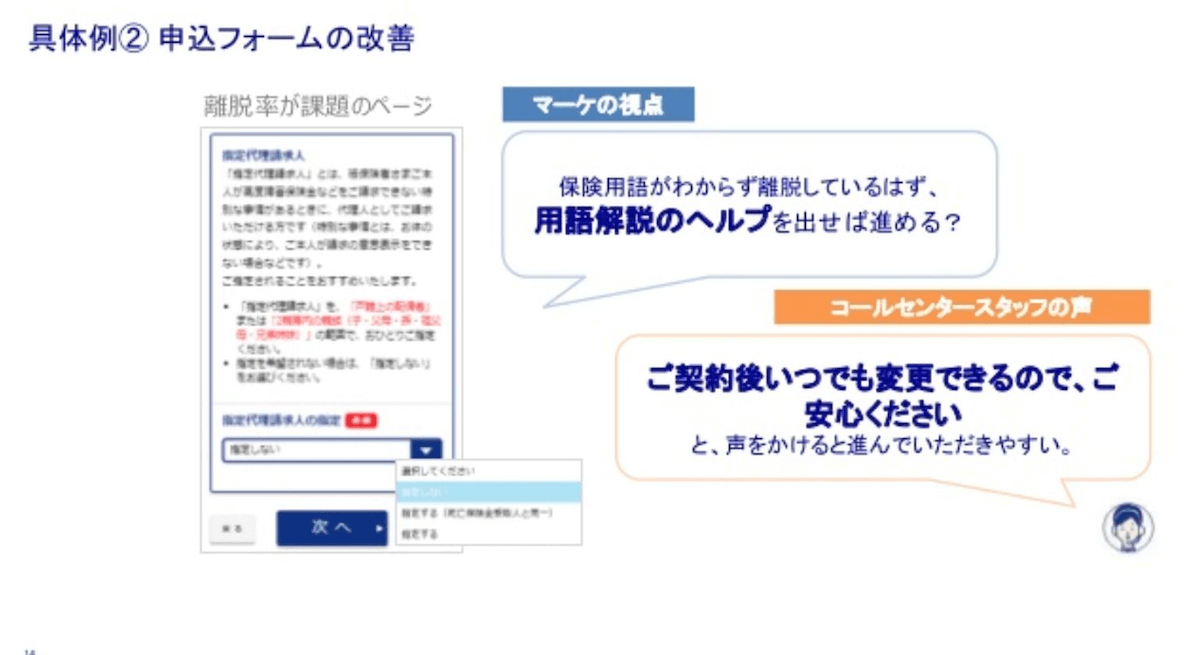 具体例② 申込フォームの改善
離脱率が課題のページ
指定代理請求人
「指定代理請求人」とは、被保険者さまご本
人が高度障害保険金などをご請求できない特
別な事情があるときに、代理人としてご請求
いただける方です（特別な事情とは、お体の
状態により、ご本人が請求の意思表示をでき
ない場合などです）。
ご指定されることをおすすめいたします。
• 「指定代理請求人」を、「戸籍上の配偶者」
または「2親等内の親族（子・父母・孫・祖父
母・兄弟姉妹）」の範囲で、おひとりご指定
ください。
• 指定を希望されない場合は、「指定しない」
をお選びください。
指定代理請求人の指定 必須
指定しない
選択してください
指定しない
指定する（死亡保険金受取人と同一）
指定する
戻る
次へ
マーケの視点
保険用語がわからず離脱しているはず、
用語解説のヘルプを出せば進める？
コールセンタースタッフの声
ご契約後いつでも変更できるので、ご
安心ください
と、声をかけると進んでいただきやすい。